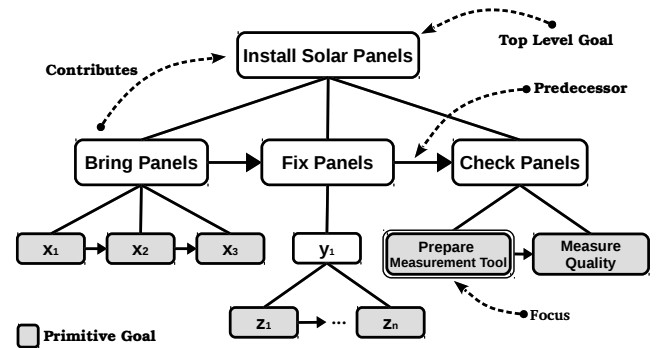 Top Level Goal
Install Solar Panels
Contributes
Predecessor
Bring Panels
Fix Panels
Check Panels
x1
x2
x3
y1
Prepare
Measurement Tool
Measure
Quality
z1
...
zn
Focus
Primitive Goal